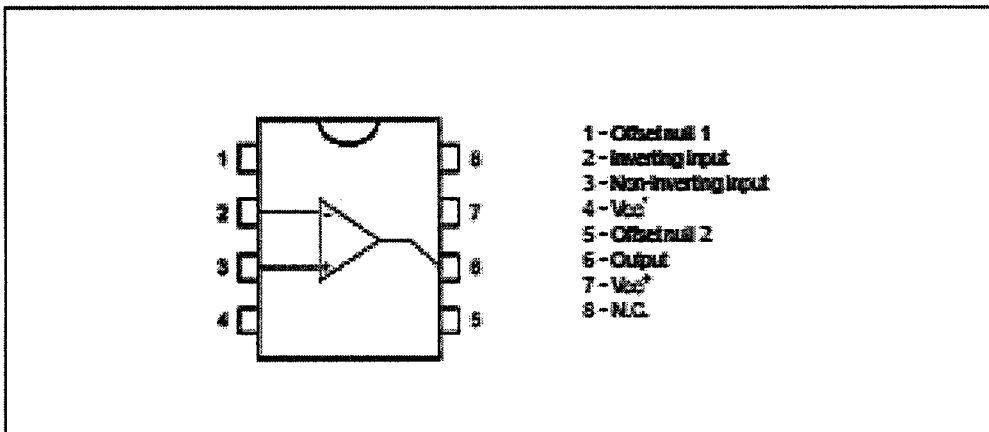 1
2
3
4
8
7
6
5
1 - Offset null 1
2 - Inverting input
3 - Non-inverting input
4 - Vcc-
5 - Offset null 2
6 - Output
7 - Vcc+
8 - N.C.